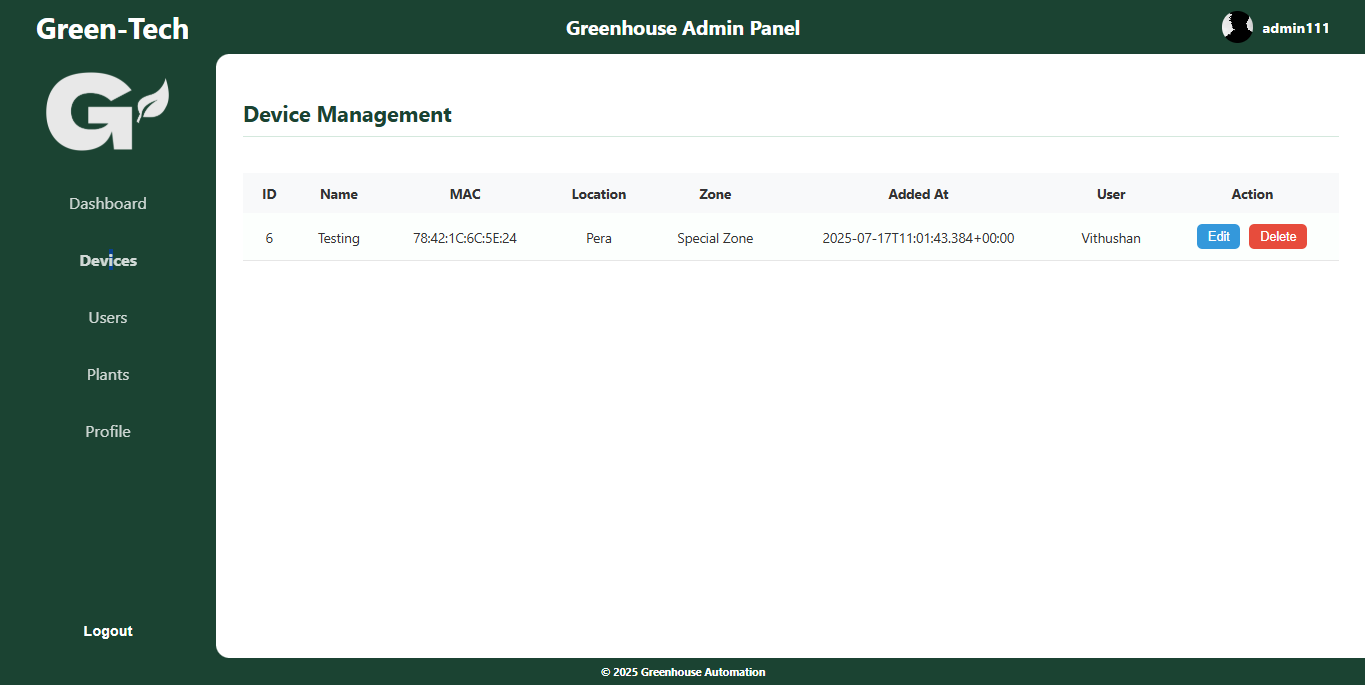 Green-Tech
Greenhouse Admin Panel
admin111
G
Dashboard
Devices
Users
Plants
Profile
Logout
Device Management
ID Name MAC Location Zone Added At User Action
6 Testing 78:42:1C:6C:5E:24 Pera Special Zone 2025-07-17T11:01:43.384+00:00 Vithushan Edit Delete
© 2025 Greenhouse Automation